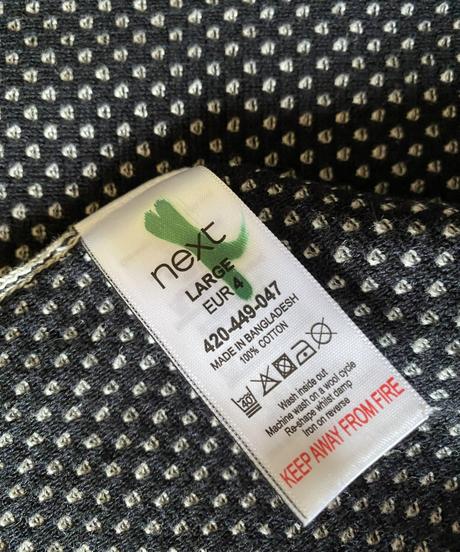 next
LARGE
EUR 4
420-449-047
MADE IN BANGLADESH
100% COTTON
40
Wash inside out
Machine wash on a wool cycle
Re-shape whilst damp
Iron on reverse
KEEP AWAY FROM FIRE